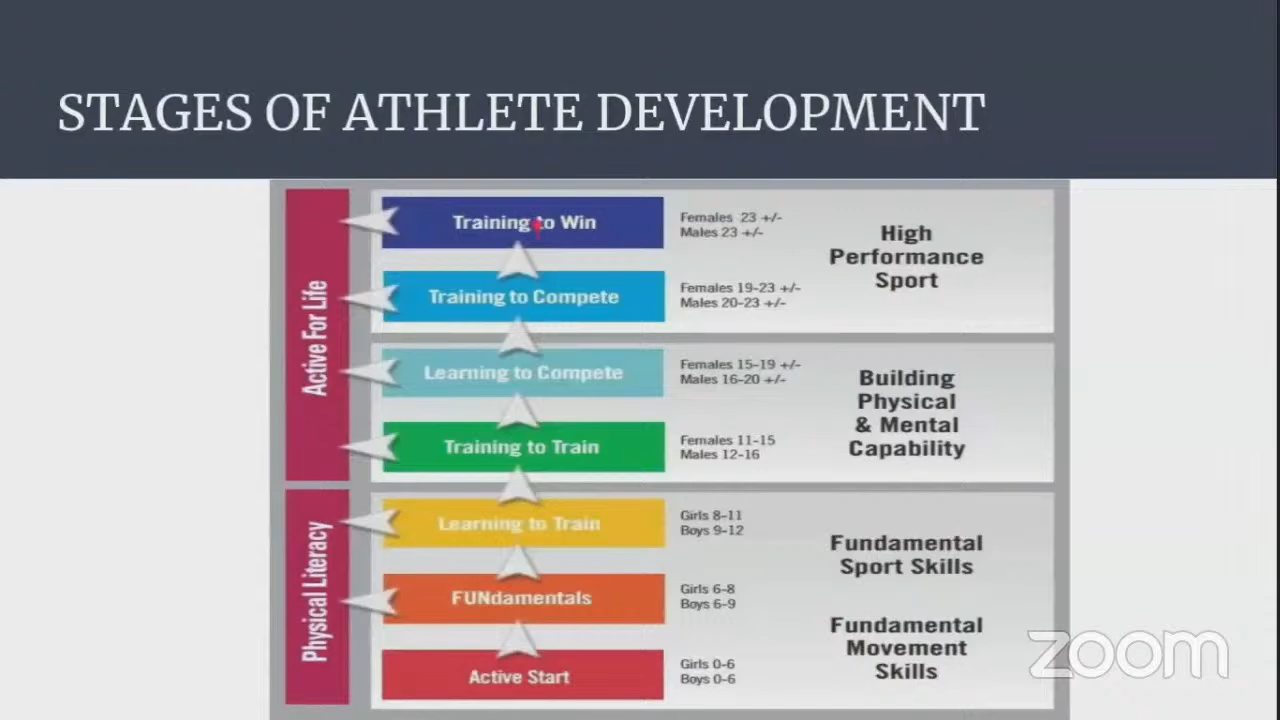 STAGES OF ATHLETE DEVELOPMENT
Active For Life
Training to Win
Females 23 +/-
Males 23 +/-
High
Performance
Sport
Training to Compete
Females 19-23 +/-
Males 20-23 +/-
Learning to Compete
Females 15-19 +/-
Males 16-20 +/-
Building
Physical
& Mental
Capability
Training to Train
Females 11-15
Males 12-16
Physical Literacy
Learning to Train
Girls 8-11
Boys 9-12
Fundamental
Sport Skills
FUNdamentals
Girls 6-8
Boys 6-9
Fundamental
Movement
Skills
Active Start
Girls 0-6
Boys 0-6
zoom